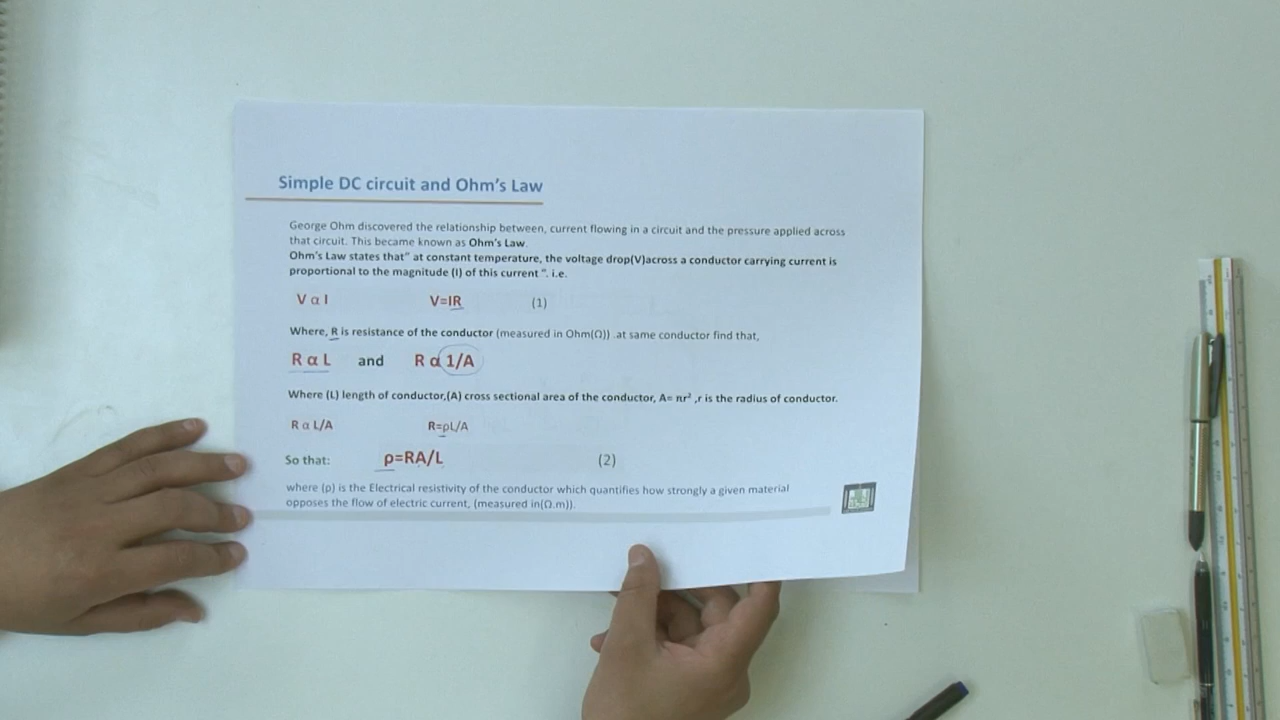 Simple DC circuit and Ohm's Law
George Ohm discovered the relationship between, current flowing in a circuit and the pressure applied across
that circuit. This became known as Ohm's Law.
Ohm's Law states that" at constant temperature, the voltage drop(V)across a conductor carrying current is
proportional to the magnitude (I) of this current ". i.e.
V α I V=IR (1)
Where, R is resistance of the conductor (measured in Ohm(Ω)) .at same conductor find that,
R α L and R α 1/A
Where (L) length of conductor,(A) cross sectional area of the conductor, A= πr² ,r is the radius of conductor.
R α L/A R=ρL/A
So that: ρ=RA/L (2)
where (ρ) is the Electrical resistivity of the conductor which quantifies how strongly a given material
opposes the flow of electric current, (measured in(Ω.m)).